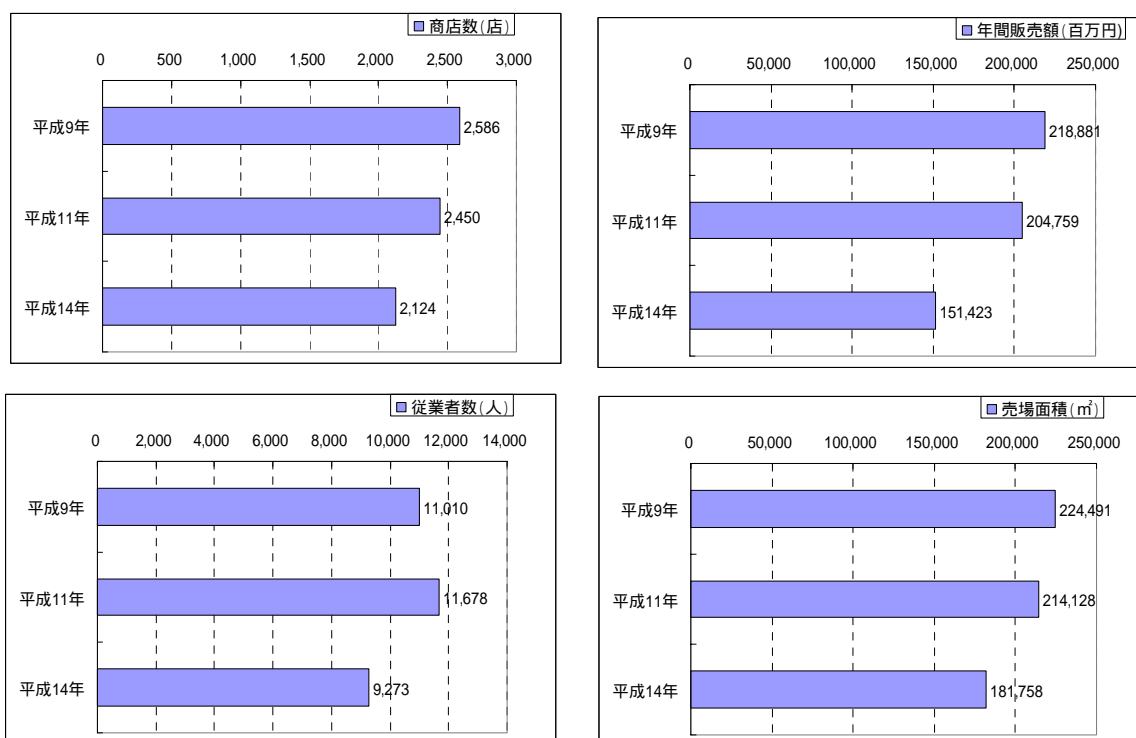 商店数(店)
0 500 1,000 1,500 2,000 2,500 3,000
平成9年 2,586
平成11年 2,450
平成14年 2,124
年間販売額(百万円)
0 50,000 100,000 150,000 200,000 250,000
平成9年 218,881
平成11年 204,759
平成14年 151,423
従業者数(人)
0 2,000 4,000 6,000 8,000 10,000 12,000 14,000
平成9年 11,010
平成11年 11,678
平成14年 9,273
売場面積(㎡)
0 50,000 100,000 150,000 200,000 250,000
平成9年 224,491
平成11年 214,128
平成14年 181,758